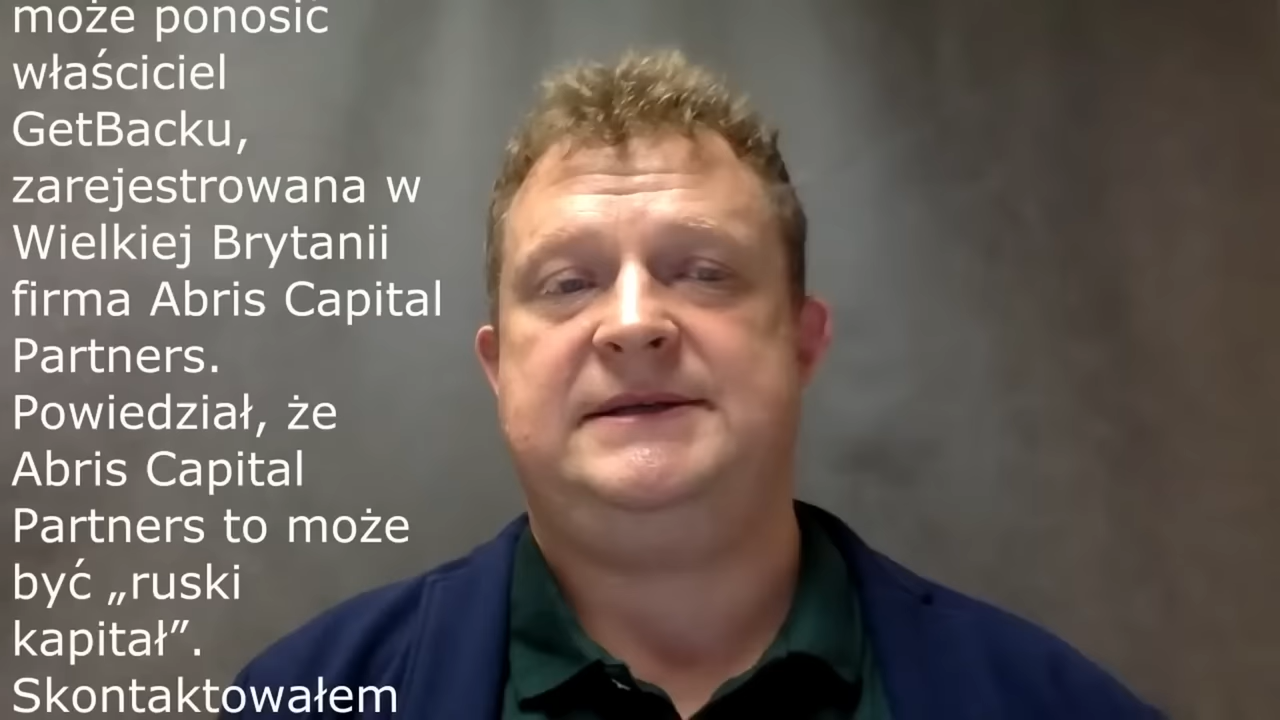 może ponosić
właściciel
GetBacku,
zarejestrowana w
Wielkiej Brytanii
firma Abris Capital
Partners.
Powiedział, że
Abris Capital
Partners to może
być „ruski
kapitał”.
Skontaktowałem